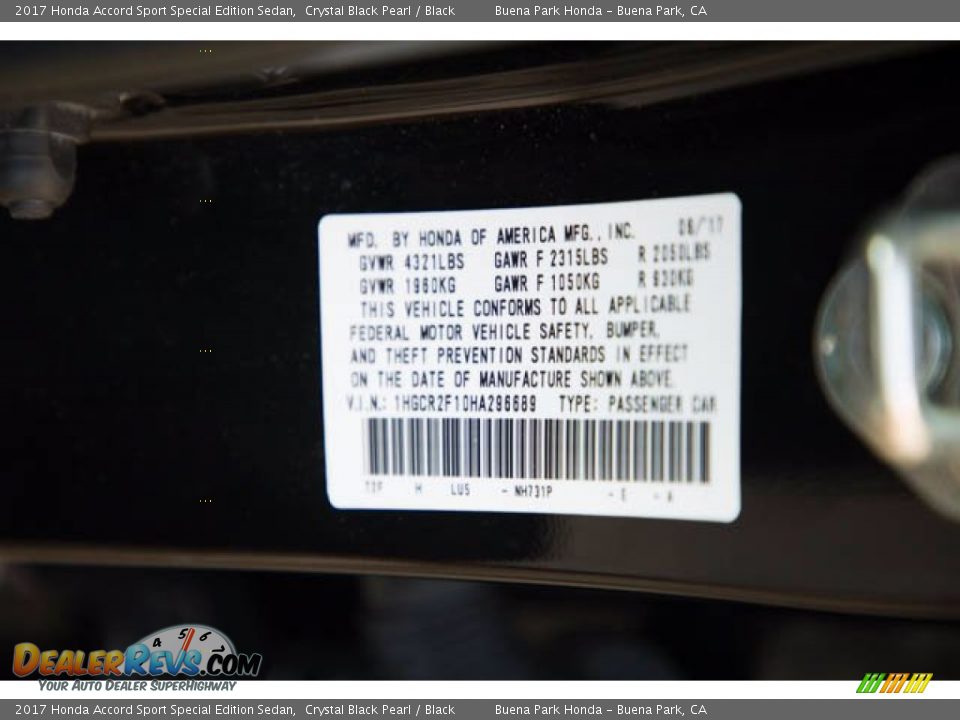 2017 Honda Accord Sport Special Edition Sedan, Crystal Black Pearl / Black Buena Park Honda - Buena Park, CA
MFD. BY HONDA OF AMERICA MFG., INC. 06/17
GVWR 4321LBS GAWR F 2315LBS R 2050LBS
GVWR 1960KG GAWR F 1050KG R 930KG
THIS VEHICLE CONFORMS TO ALL APPLICABLE
FEDERAL MOTOR VEHICLE SAFETY, BUMPER,
AND THEFT PREVENTION STANDARDS IN EFFECT
ON THE DATE OF MANUFACTURE SHOWN ABOVE.
V.I.N.: 1HGCR2F10HA296689 TYPE: PASSENGER CAR
H LUS - NH731P
4 5 6
DEALERREVS.COM
YOUR AUTO DEALER SUPERHIGHWAY
2017 Honda Accord Sport Special Edition Sedan, Crystal Black Pearl / Black Buena Park Honda - Buena Park, CA